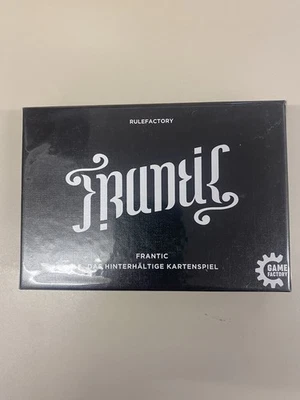 RULEFACTORY
FRANTIC
FRANTIC
DAS HINTERHÄLTIGE KARTENSPIEL
GAME
FACTORY